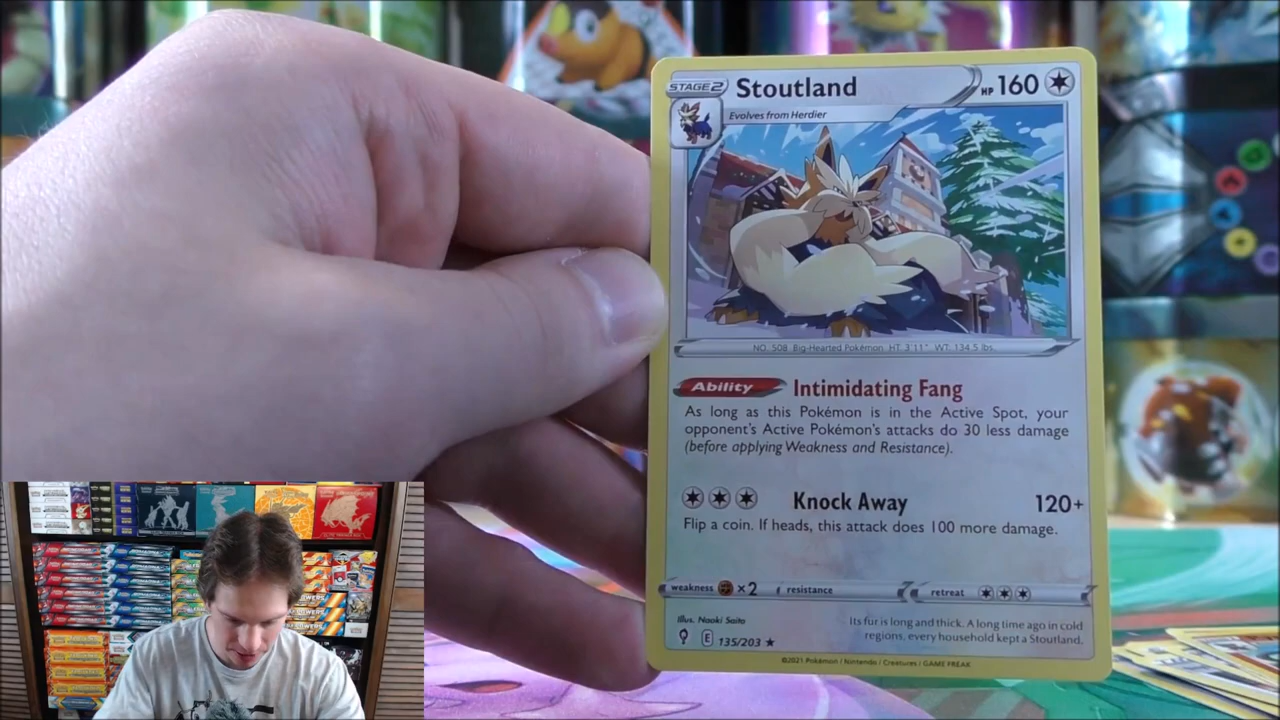 STAGE 2 Stoutland HP 160
Evolves from Herdier
NO. 508 Big-Hearted Pokémon HT: 3'11" WT: 134.5 lbs.
Ability Intimidating Fang
As long as this Pokémon is in the Active Spot, your
opponent's Active Pokémon's attacks do 30 less damage
(before applying Weakness and Resistance).
Knock Away 120+
Flip a coin. If heads, this attack does 100 more damage.
weakness ×2 resistance retreat
Illus. Naoki Saito
Its fur is long and thick. A long time ago in cold
regions, every household kept a Stoutland.
E 135/203 ★
©2021 Pokémon / Nintendo / Creatures / GAME FREAK